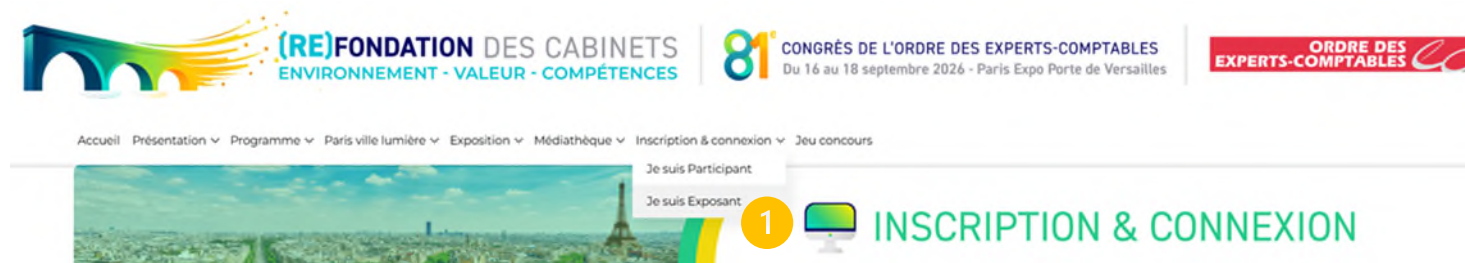 (RE)FONDATION DES CABINETS
ENVIRONNEMENT - VALEUR - COMPÉTENCES
81e CONGRÈS DE L'ORDRE DES EXPERTS-COMPTABLES
Du 16 au 18 septembre 2026 - Paris Expo Porte de Versailles
ORDRE DES
EXPERTS-COMPTABLES
Accueil Présentation Programme Paris ville lumière Exposition Médiathèque Inscription & connexion Jeu concours
Je suis Participant
Je suis Exposant
1
INSCRIPTION & CONNEXION